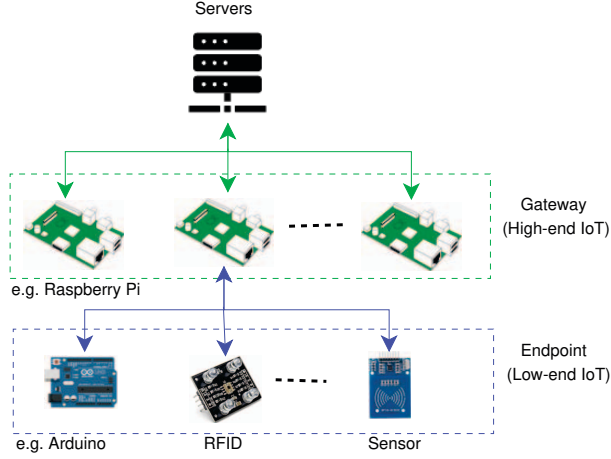 Servers
Gateway
(High-end IoT)
e.g. Raspberry Pi
Endpoint
(Low-end IoT)
e.g. Arduino
RFID
Sensor